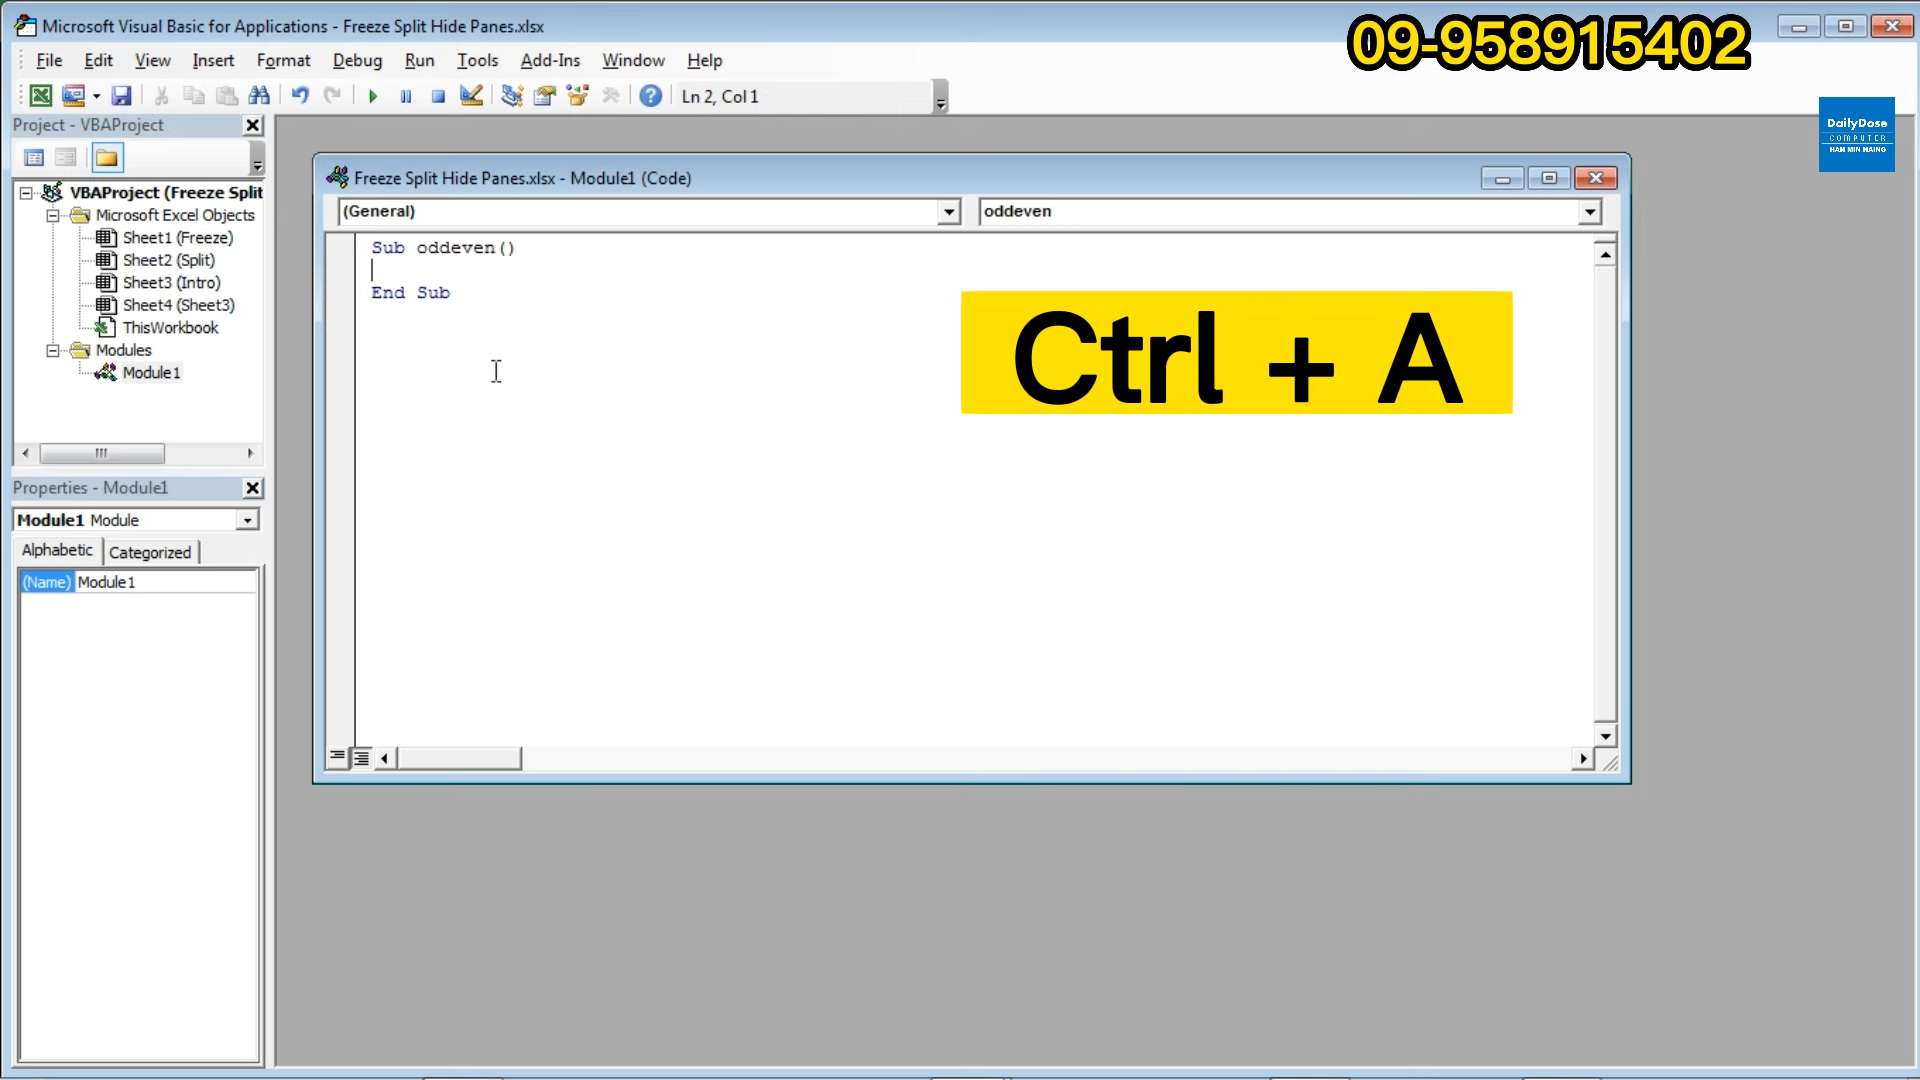 Microsoft Visual Basic for Applications - Freeze Split Hide Panes.xlsx
09-958915402
File Edit View Insert Format Debug Run Tools Add-Ins Window Help
Ln 2, Col 1
DailyDose
COMPUTER
HAN MIN NAING
Project - VBAProject
VBAProject (Freeze Split
Microsoft Excel Objects
Sheet1 (Freeze)
Sheet2 (Split)
Sheet3 (Intro)
Sheet4 (Sheet3)
ThisWorkbook
Modules
Module1
Freeze Split Hide Panes.xlsx - Module1 (Code)
(General) oddeven
Sub oddeven()
End Sub
Ctrl + A
Properties - Module1
Module1 Module
Alphabetic Categorized
(Name) Module1